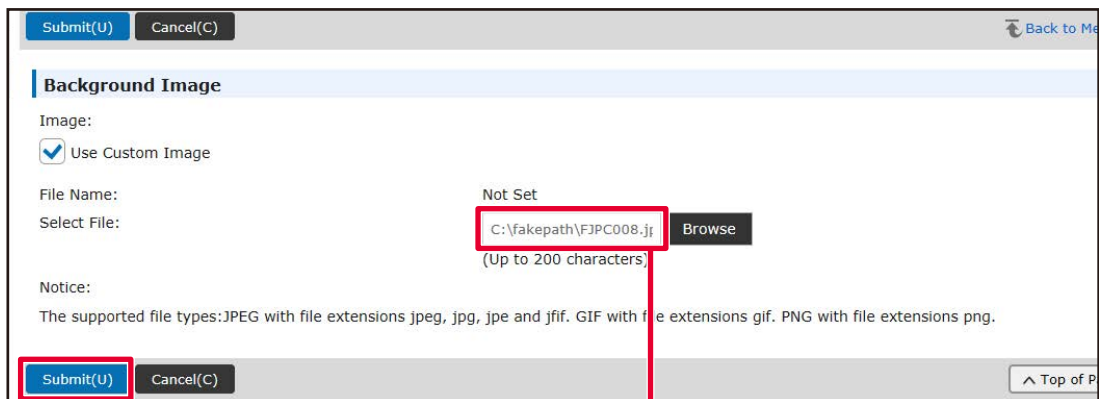 Submit(U) Cancel(C) Back to Me
Background Image
Image:
Use Custom Image
File Name: Not Set
Select File: C:\fakepath\FJPC008.jp Browse
(Up to 200 characters)
Notice:
The supported file types:JPEG with file extensions jpeg, jpg, jpe and jfif. GIF with file extensions gif. PNG with file extensions png.
Submit(U) Cancel(C) Top of P